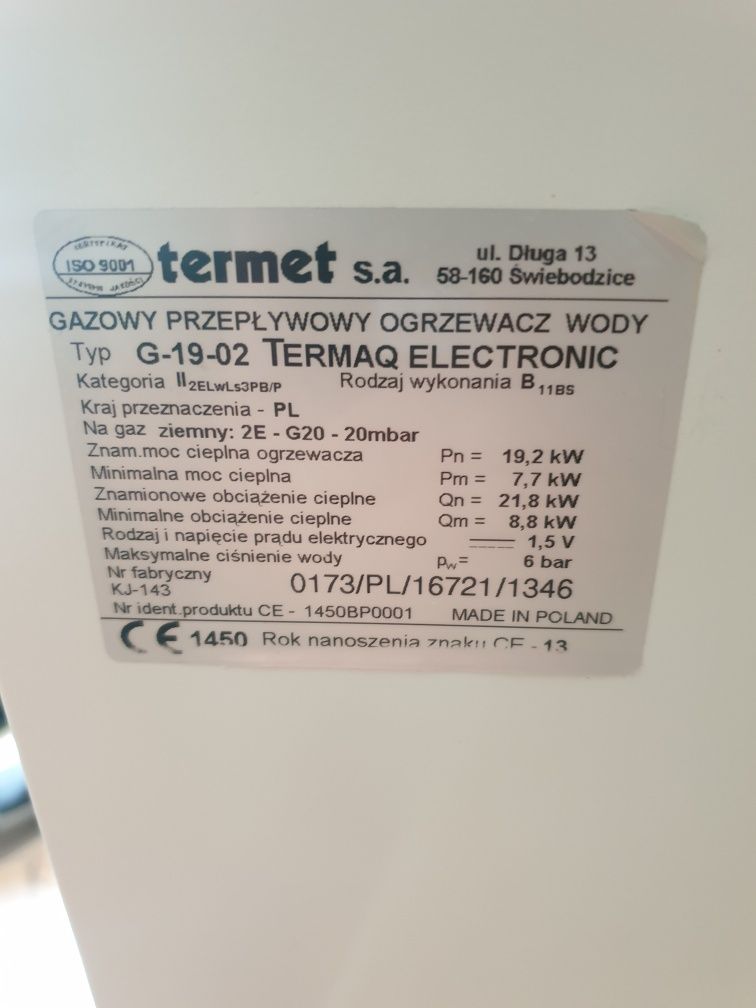 CERTYFIKAT
ISO 9001
SYSTEMU JAKOŚCI
termet s.a.
ul. Długa 13
58-160 Świebodzice
GAZOWY PRZEPŁYWOWY OGRZEWACZ WODY
Typ G-19-02 TERMAQ ELECTRONIC
Kategoria II2ELwLs3PB/P Rodzaj wykonania B11BS
Kraj przeznaczenia - PL
Na gaz ziemny: 2E - G20 - 20mbar
Znam.moc cieplna ogrzewacza Pn = 19,2 kW
Minimalna moc cieplna Pm = 7,7 kW
Znamionowe obciążenie cieplne Qn = 21,8 kW
Minimalne obciążenie cieplne Qm = 8,8 kW
Rodzaj i napięcie prądu elektrycznego 1,5 V
Maksymalne ciśnienie wody pw= 6 bar
Nr fabryczny
KJ-143 0173/PL/16721/1346
Nr ident.produktu CE - 1450BP0001 MADE IN POLAND
CE 1450 Rok nanoszenia znaku CE - 13